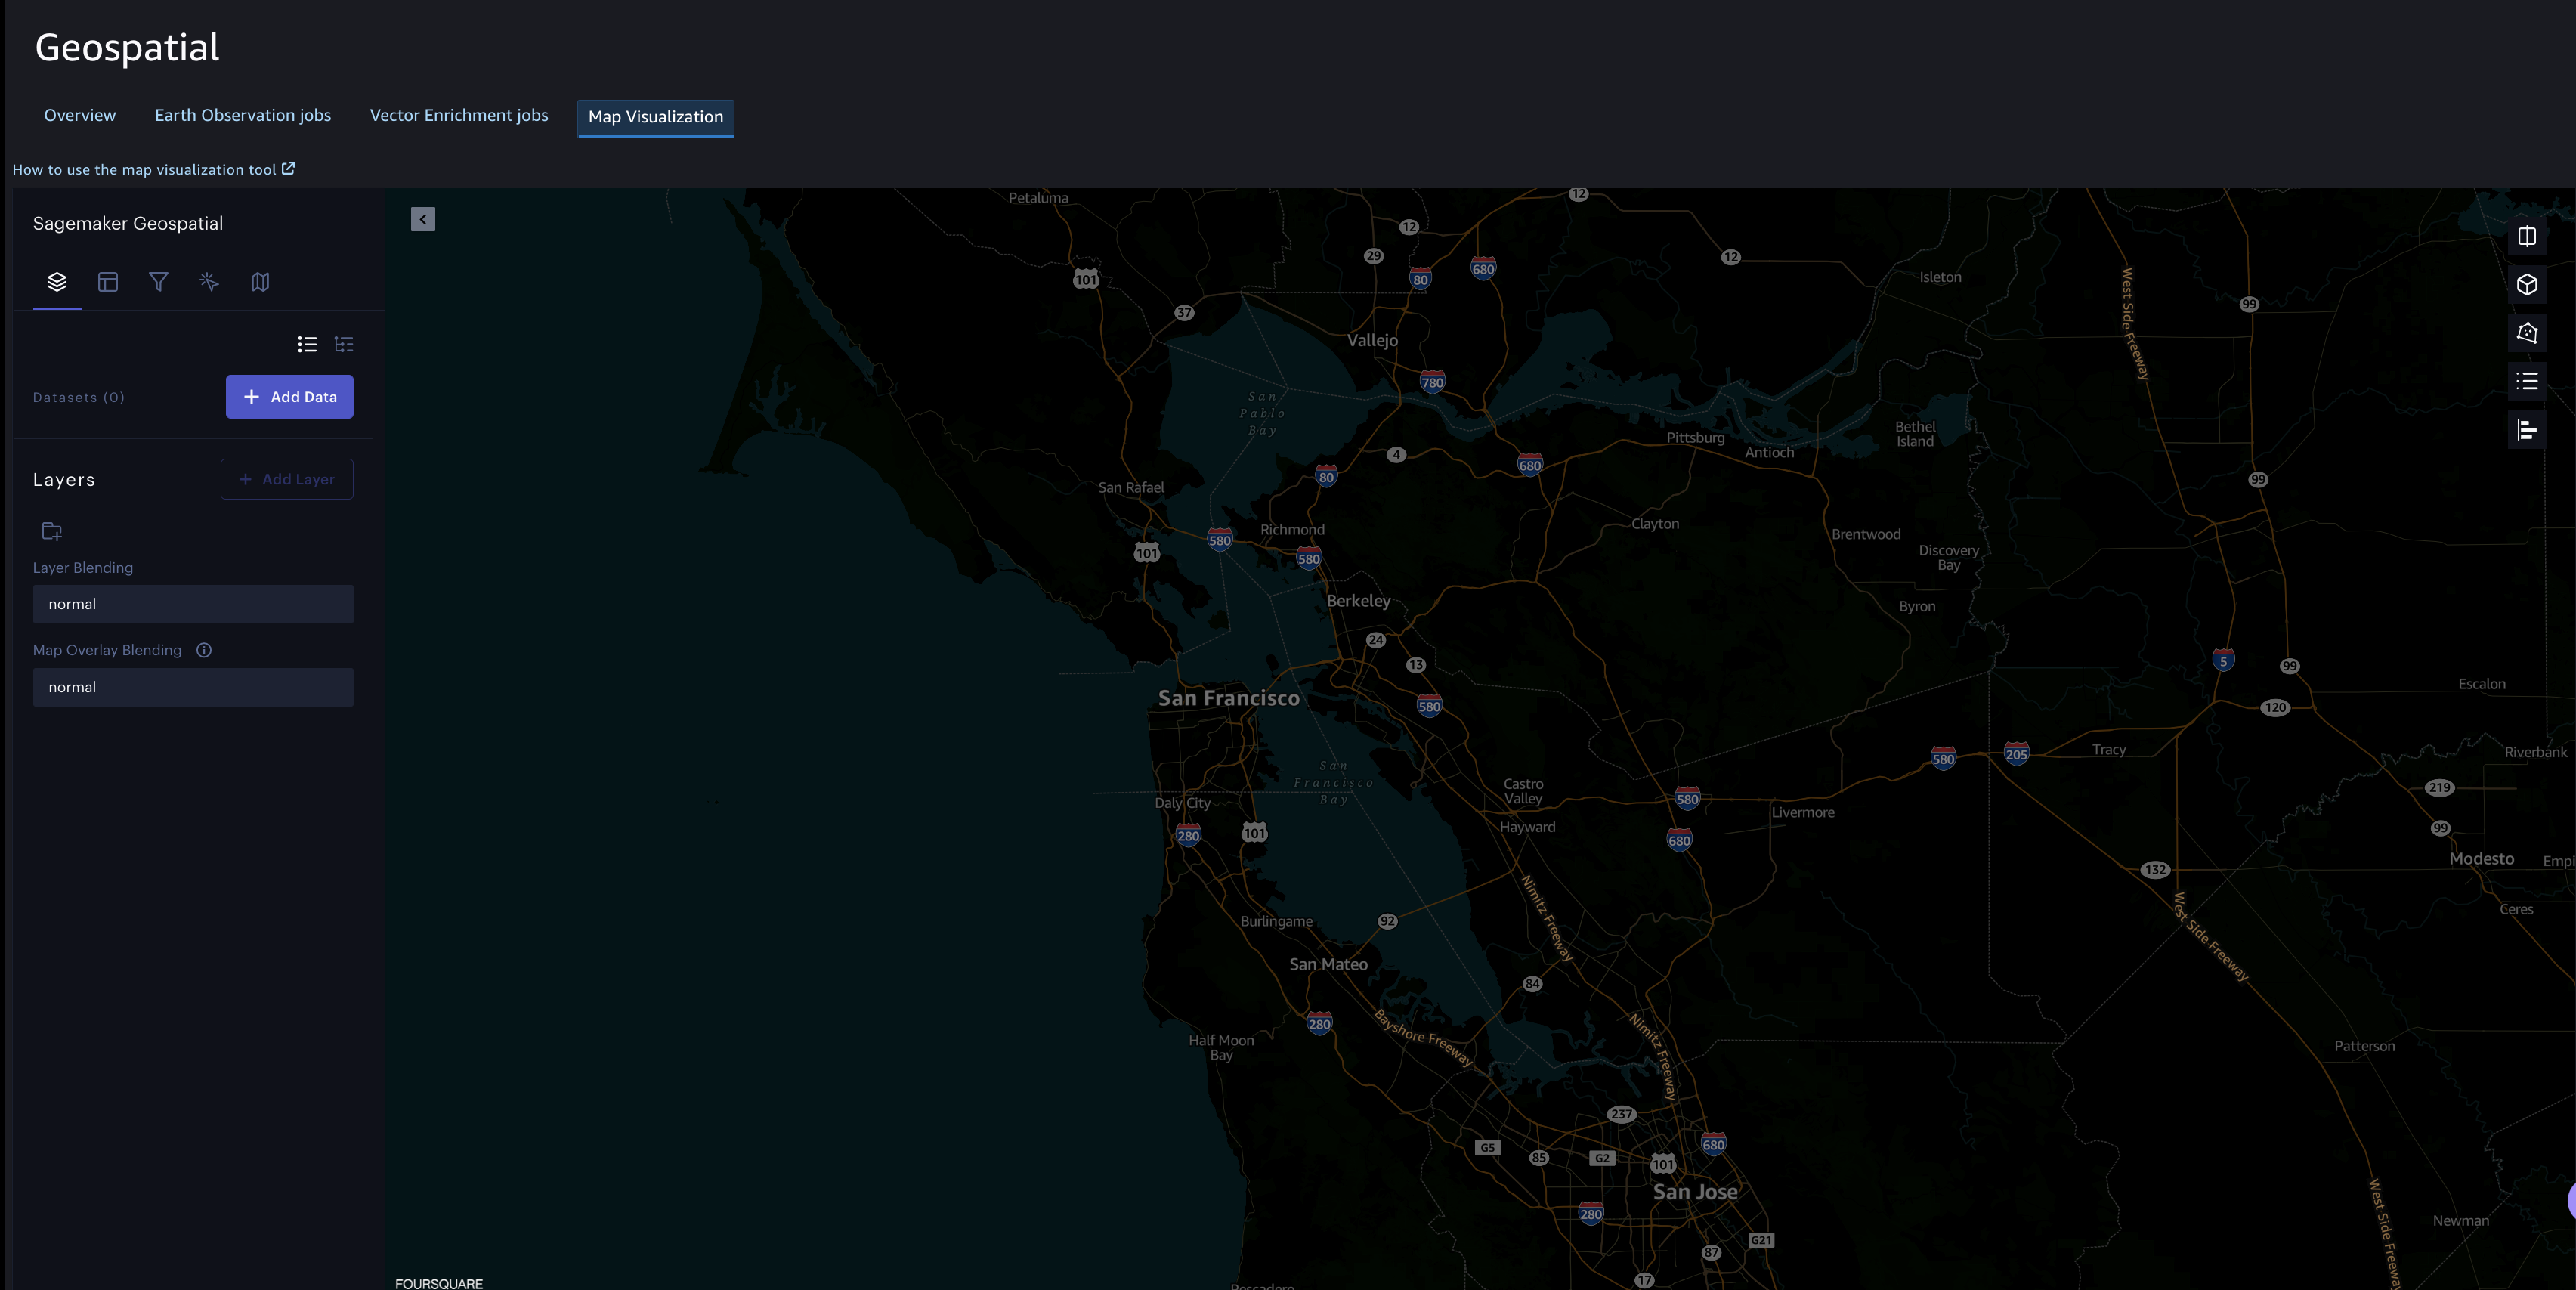 Geospatial
Overview
Earth Observation jobs
Vector Enrichment jobs
Map Visualization
How to use the map visualization tool
Sagemaker Geospatial
Datasets (0)
Add Data
Layers
Add Layer
Layer Blending
normal
Map Overlay Blending
normal
Petaluma
12
12
29
12
80
680
101
37
Isleton
99
West Side Freeway
Vallejo
780
San
Pablo
Bay
Bethel
Island
Pittsburg
Antioch
4
680
80
99
San Rafael
Richmond
580
580
101
Clayton
Brentwood
Discovery
Bay
Berkeley
Byron
24
13
5
99
Escalon
San Francisco
580
120
San
Francisco
Bay
Castro
Valley
Hayward
580
205
Tracy
Riverbank
219
Daly City
280
101
580
680
Livermore
99
Modesto
Empi
132
Ceres
Burlingame
92
Nimitz Freeway
West Side Freeway
San Mateo
84
280
Bayshore Freeway
Nimitz Freeway
Half Moon
Bay
Patterson
237
G5
85
G2
101
680
San Jose
280
West Side Freeway
Newman
87
G21
17
FOURSQUARE